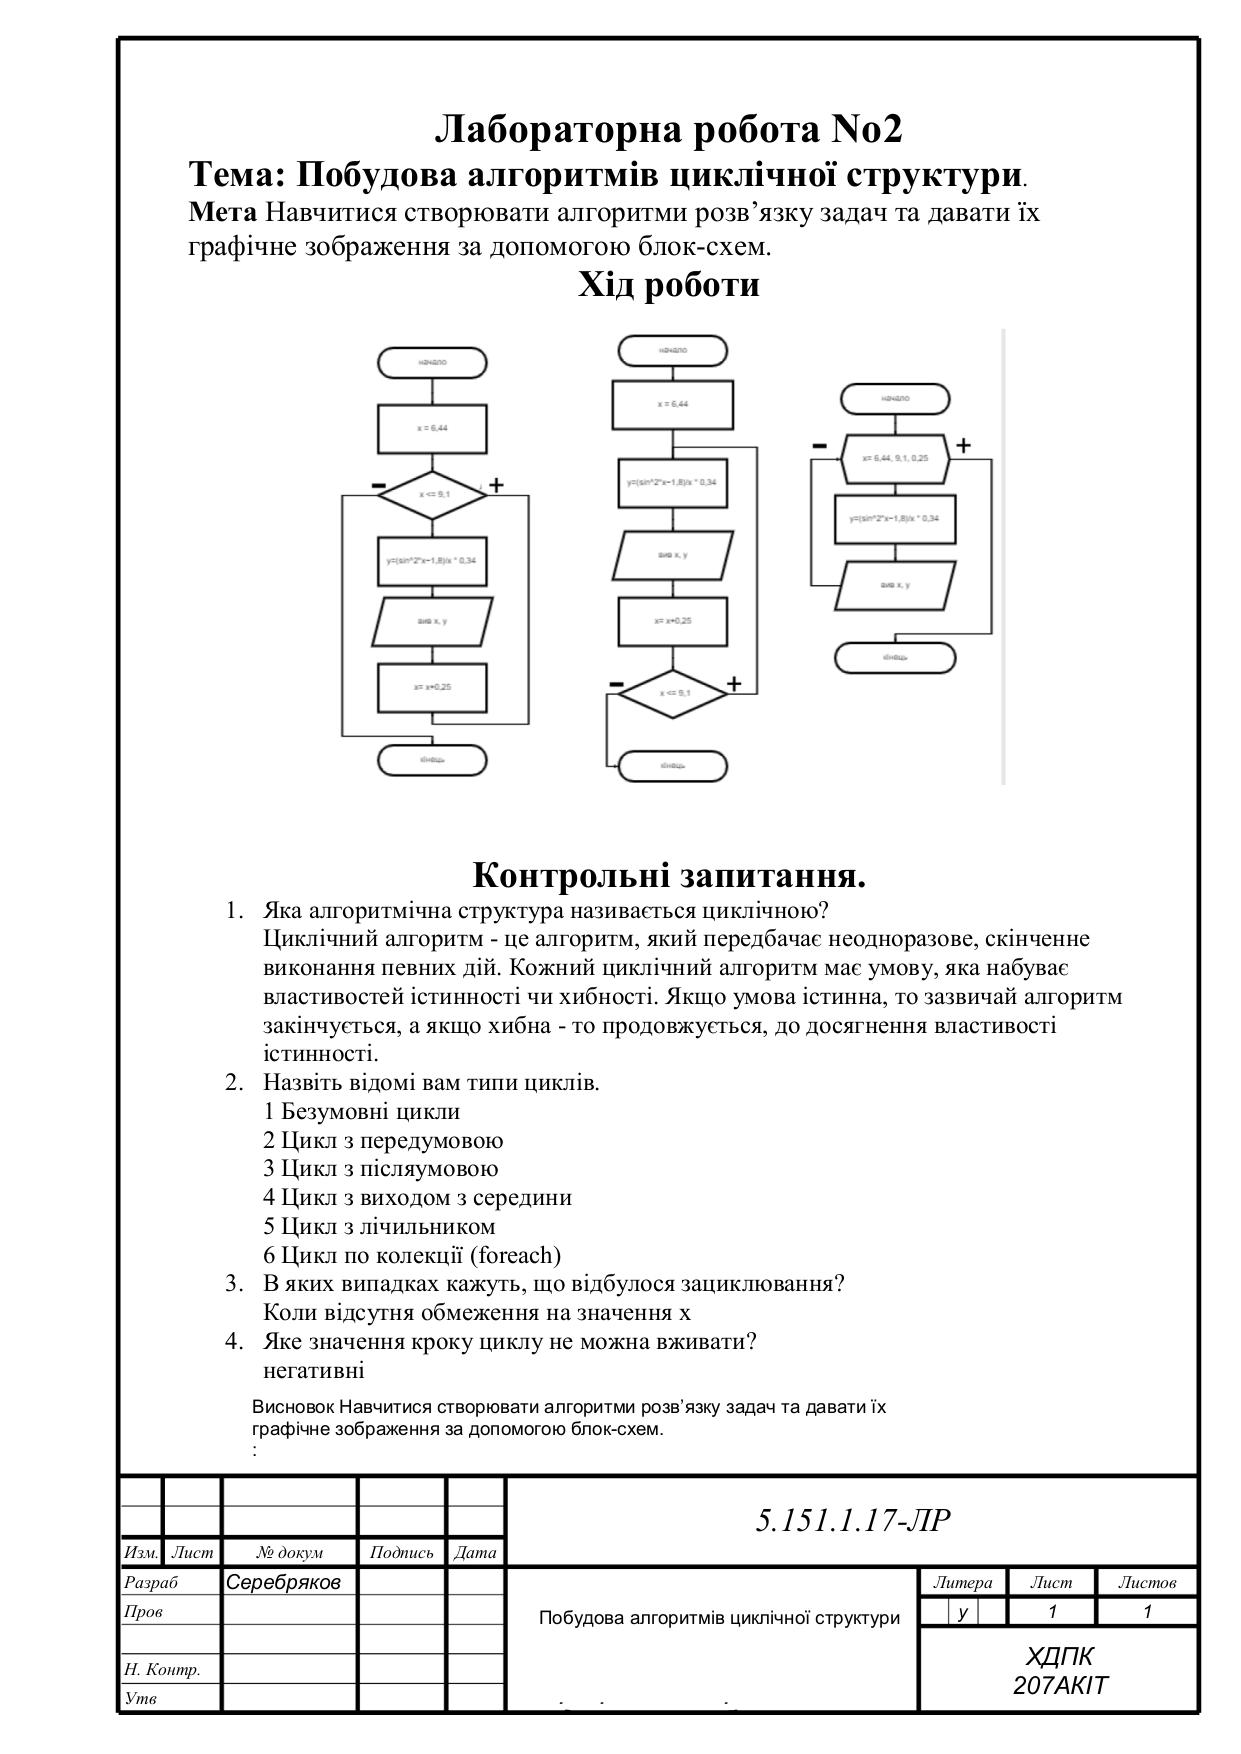 Лабораторна робота No2
Тема: Побудова алгоритмів циклічної структури.
Мета Навчитися створювати алгоритми розв’язку задач та давати їх
графічне зображення за допомогою блок-схем.
Хід роботи
начало
x = 6,44
x <= 9,1
-
+
y=(sin^2*x−1,8)/x * 0,34
вив x, y
x= x+0,25
кінець
начало
x = 6,44
y=(sin^2*x−1,8)/x * 0,34
вив x, y
x= x+0,25
-
+
x <= 9,1
кінець
начало
-
+
x= 6,44, 9,1, 0,25
y=(sin^2*x−1,8)/x * 0,34
вив x, y
кінець
Контрольні запитання.
1. Яка алгоритмічна структура називається циклічною?
Циклічний алгоритм - це алгоритм, який передбачає неодноразове, скінченне
виконання певних дій. Кожний циклічний алгоритм має умову, яка набуває
властивостей істинності чи хибності. Якщо умова істинна, то зазвичай алгоритм
закінчується, а якщо хибна - то продовжується, до досягнення властивості
істинності.
2. Назвіть відомі вам типи циклів.
1 Безумовні цикли
2 Цикл з передумовою
3 Цикл з післяумовою
4 Цикл з виходом з середини
5 Цикл з лічильником
6 Цикл по колекції (foreach)
3. В яких випадках кажуть, що відбулося зациклювання?
Коли відсутня обмеження на значення х
4. Яке значення кроку циклу не можна вживати?
негативні
Висновок Навчитися створювати алгоритми розв’язку задач та давати їх
графічне зображення за допомогою блок-схем.
:
5.151.1.17-ЛР
Изм. Лист № докум Подпись Дата
Разраб Серебряков
Пров
Н. Контр.
Утв
Побудова алгоритмів циклічної структури
Литера Лист Листов
у 1 1
ХДПК
207АКІТ